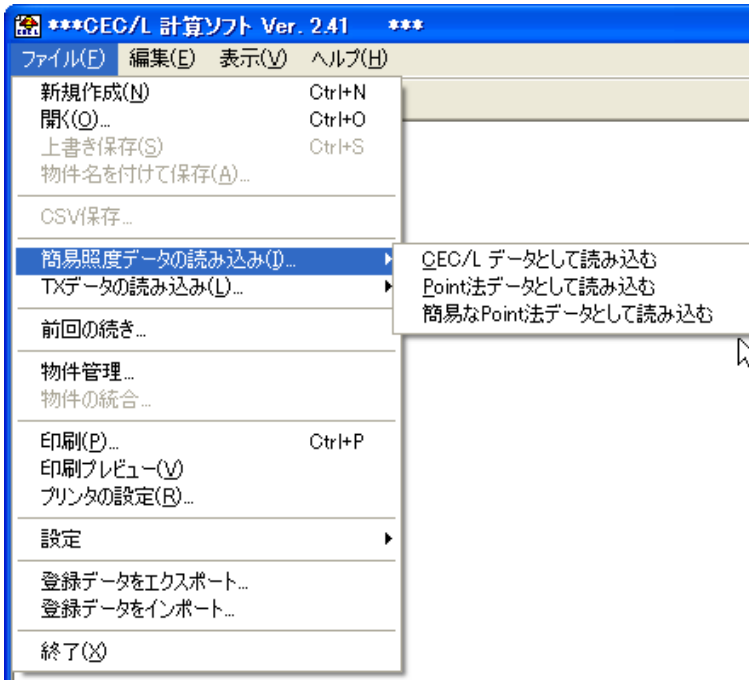 ***CEC/L 計算ソフト Ver. 2.41 ***
ファイル(F) 編集(E) 表示(V) ヘルプ(H)
新規作成(N) Ctrl+N
開く(O)... Ctrl+O
上書き保存(S) Ctrl+S
物件名を付けて保存(A)...
CSV保存...
簡易照度データの読み込み(I)...
CEC/L データとして読み込む
TXデータの読み込み(L)...
Point法データとして読み込む
簡易なPoint法データとして読み込む
前回の続き...
物件管理...
物件の統合...
印刷(P)... Ctrl+P
印刷プレビュー(V)
プリンタの設定(R)...
設定
登録データをエクスポート...
登録データをインポート...
終了(X)